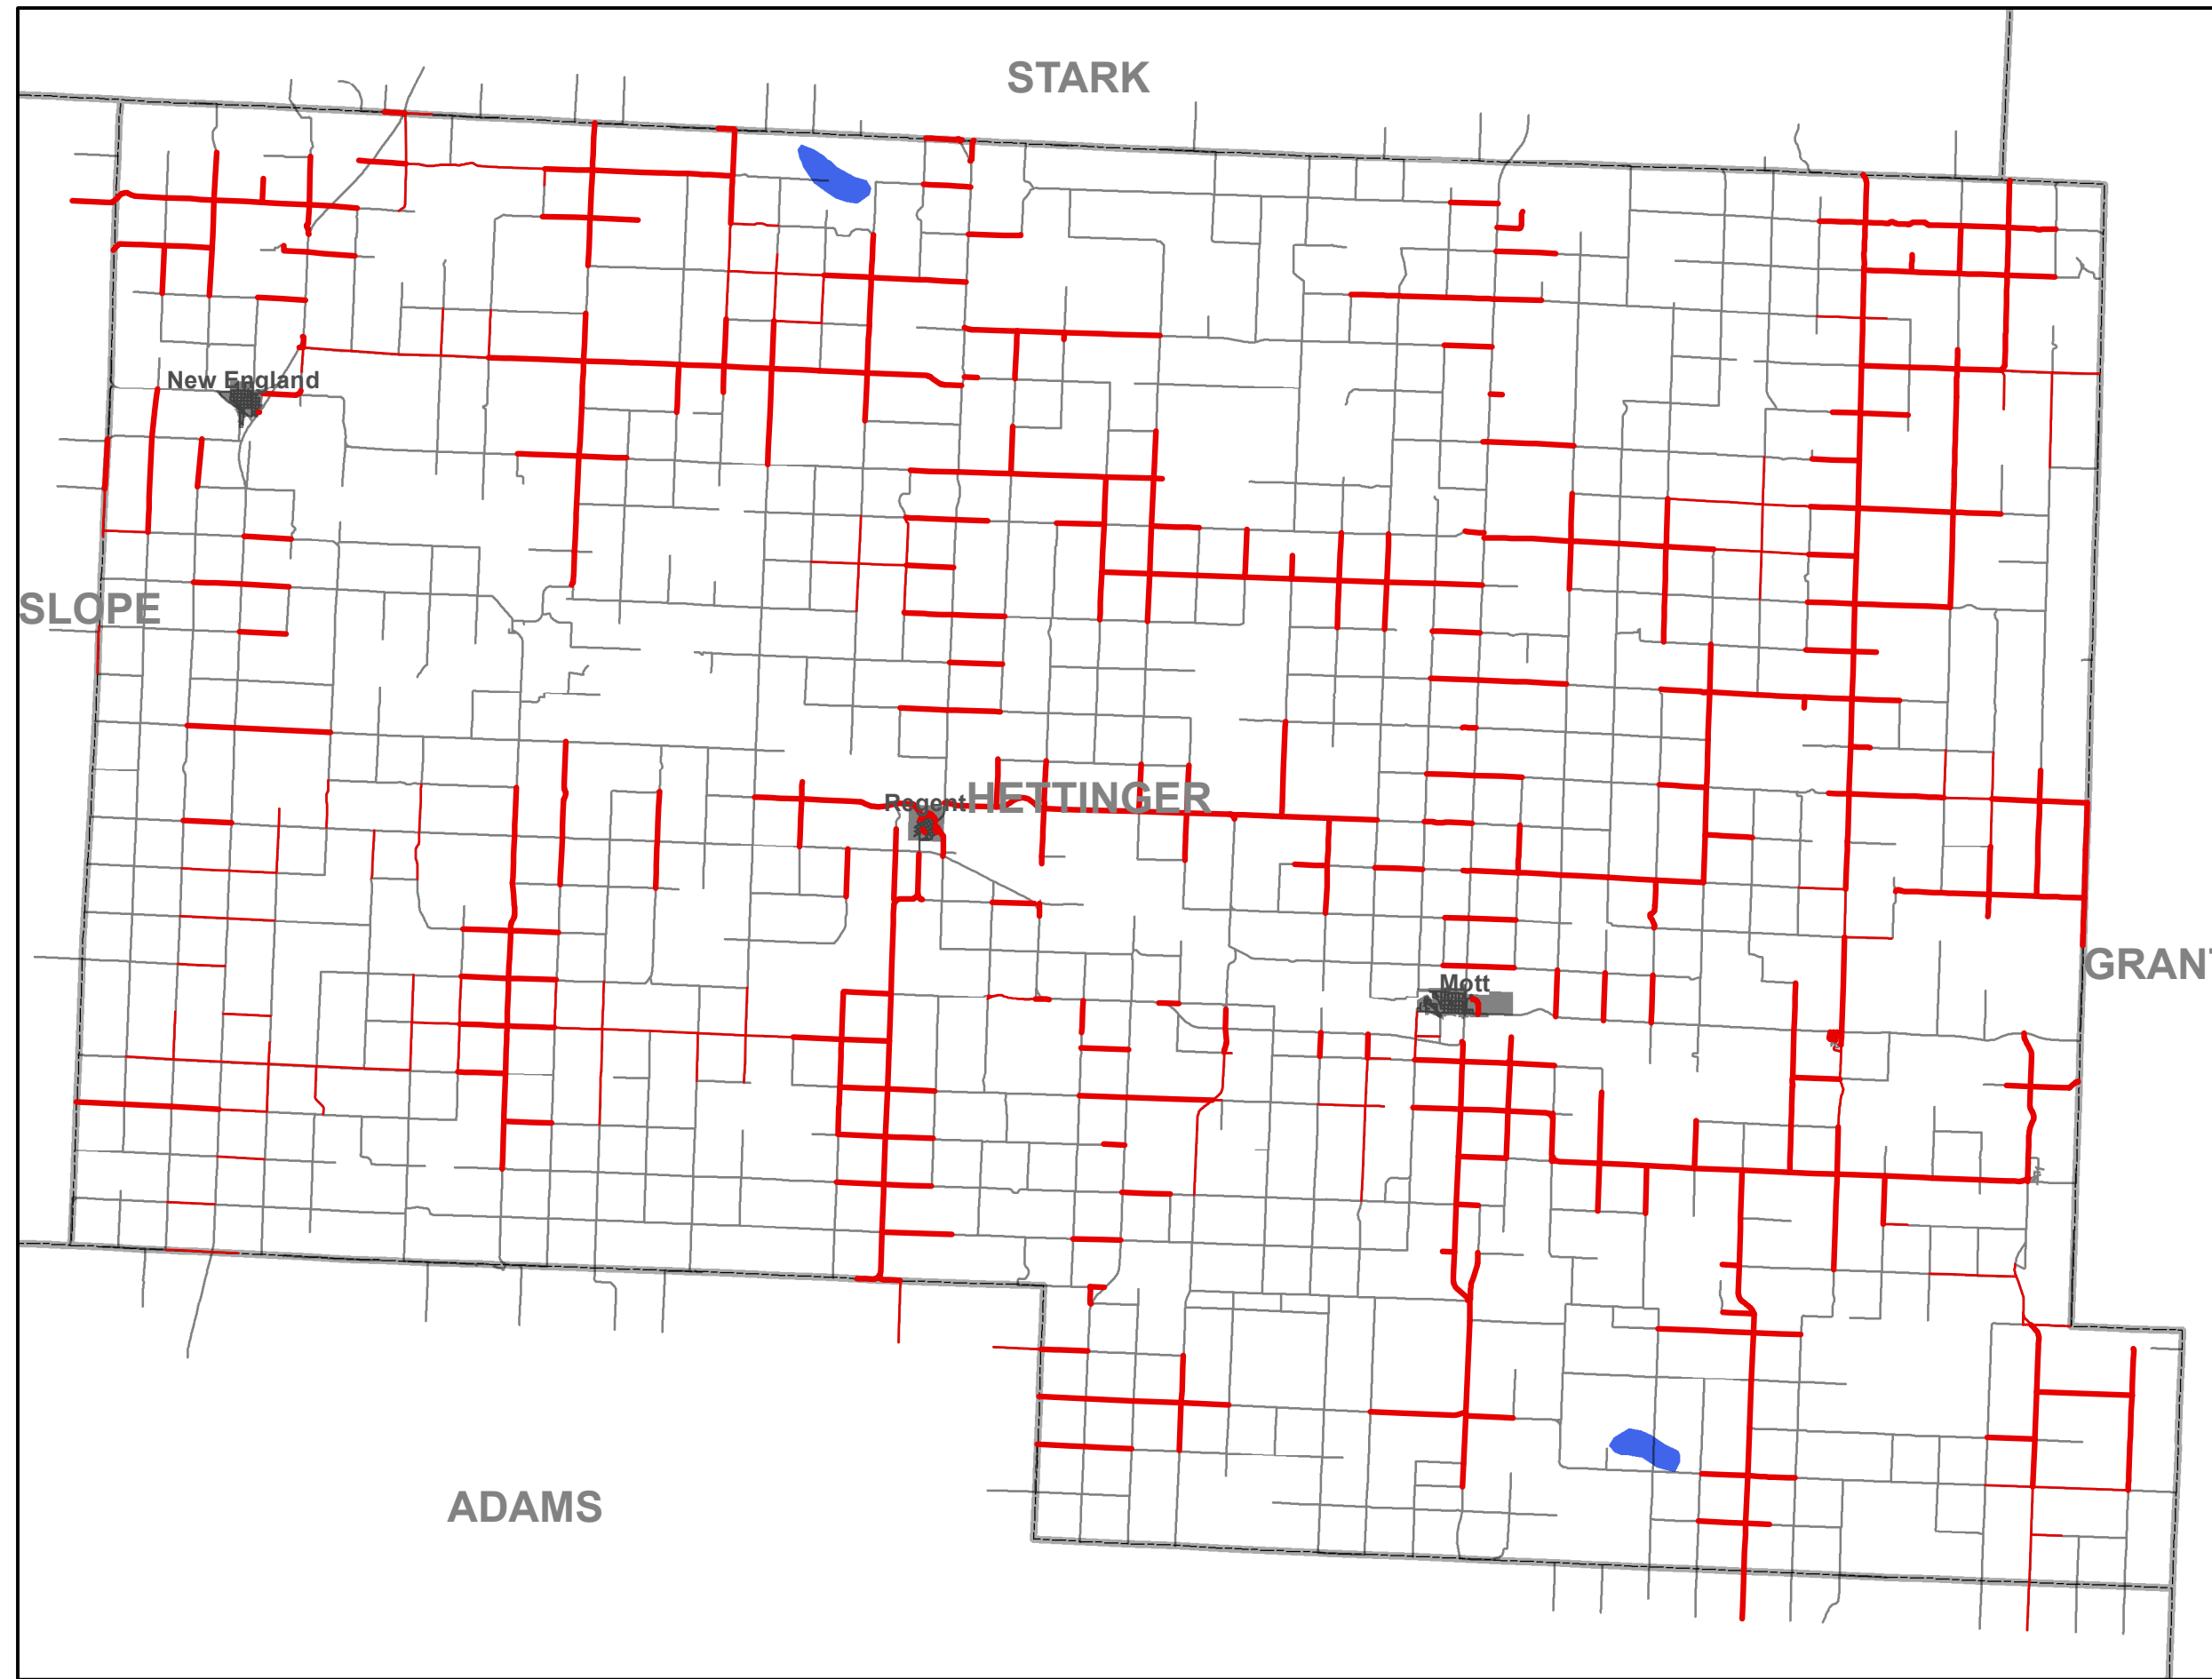 STARK
New England
SLOPE
HETTINGER
Regent
GRANT
Mott
ADAMS